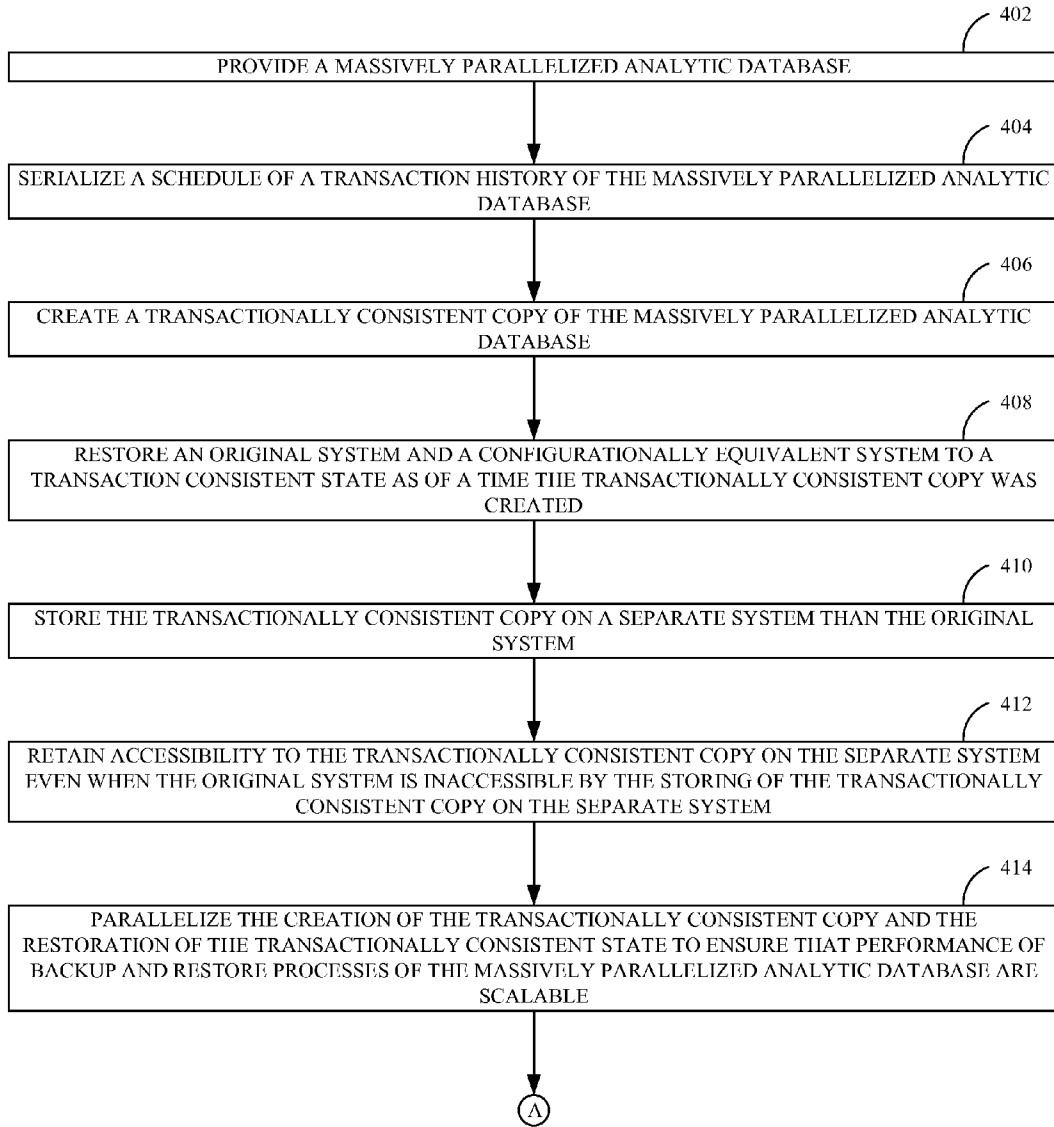 402
PROVIDE A MASSIVELY PARALLELIZED ANALYTIC DATABASE
404
SERIALIZE A SCHEDULE OF A TRANSACTION HISTORY OF THE MASSIVELY PARALLELIZED ANALYTIC
DATABASE
406
CREATE A TRANSACTIONALLY CONSISTENT COPY OF THE MASSIVELY PARALLELIZED ANALYTIC
DATABASE
408
RESTORE AN ORIGINAL SYSTEM AND A CONFIGURATIONALLY EQUIVALENT SYSTEM TO A
TRANSACTION CONSISTENT STATE AS OF A TIME THE TRANSACTIONALLY CONSISTENT COPY WAS
CREATED
410
STORE THE TRANSACTIONALLY CONSISTENT COPY ON A SEPARATE SYSTEM THAN THE ORIGINAL
SYSTEM
412
RETAIN ACCESSIBILITY TO THE TRANSACTIONALLY CONSISTENT COPY ON THE SEPARATE SYSTEM
EVEN WHEN THE ORIGINAL SYSTEM IS INACCESSIBLE BY THE STORING OF THE TRANSACTIONALLY
CONSISTENT COPY ON THE SEPARATE SYSTEM
414
PARALLELIZE THE CREATION OF THE TRANSACTIONALLY CONSISTENT COPY AND THE
RESTORATION OF THE TRANSACTIONALLY CONSISTENT STATE TO ENSURE THAT PERFORMANCE OF
BACKUP AND RESTORE PROCESSES OF THE MASSIVELY PARALLELIZED ANALYTIC DATABASE ARE
SCALABLE
A